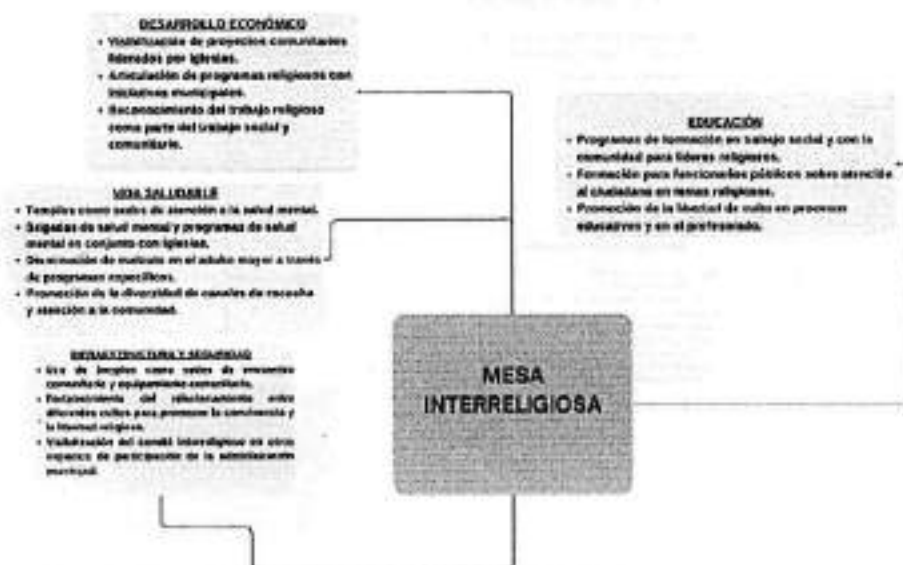 DESARROLLO ECONÓMICO
• Visibilización de proyectos comunitarios
liderados por iglesias.
• Articulación de programas religiosos con
iniciativas municipales.
• Reconocimiento del trabajo religioso
como parte del trabajo social y
comunitario.
EDUCACIÓN
• Programas de formación en trabajo social y con la
comunidad para líderes religiosos.
• Formación para funcionarios públicos sobre atención
al ciudadano en temas religiosos.
• Promoción de la libertad de culto en procesos
educativos y en el profesorado.
VIDA SALUDABLE
• Templos como sedes de atención a la salud mental.
• Brigadas de salud mental y programas de salud
mental en conjunto con iglesias.
• Disminución de maltrato en el adulto mayor a través
de programas específicos.
• Promoción de la diversidad de canales de escucha
y atención a la comunidad.
INFRAESTRUCTURA Y SEGURIDAD
• Uso de templos como sedes de encuentro
comunitario y equipamiento comunitario.
• Fortalecimiento del relacionamiento entre
diferentes cultos para promover la convivencia y
la libertad religiosa.
• Visibilización del comité interreligioso en otros
espacios de participación de la administración
municipal.
MESA
INTERRELIGIOSA